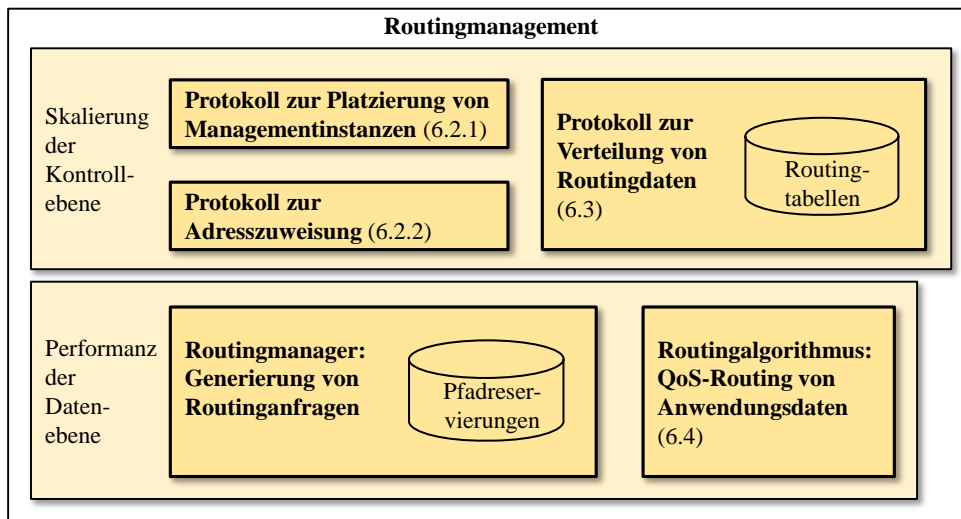 Routingmanagement
Skalierung
der
Kontroll-
ebene
Protokoll zur Platzierung von
Managementinstanzen (6.2.1)
Protokoll zur
Adresszuweisung (6.2.2)
Protokoll zur
Verteilung von
Routingdaten
(6.3)
Routing-
tabellen
Performanz
der
Daten-
ebene
Routingmanager:
Generierung von
Routinganfragen
Pfadreser-
vierungen
Routingalgorithmus:
QoS-Routing von
Anwendungsdaten
(6.4)